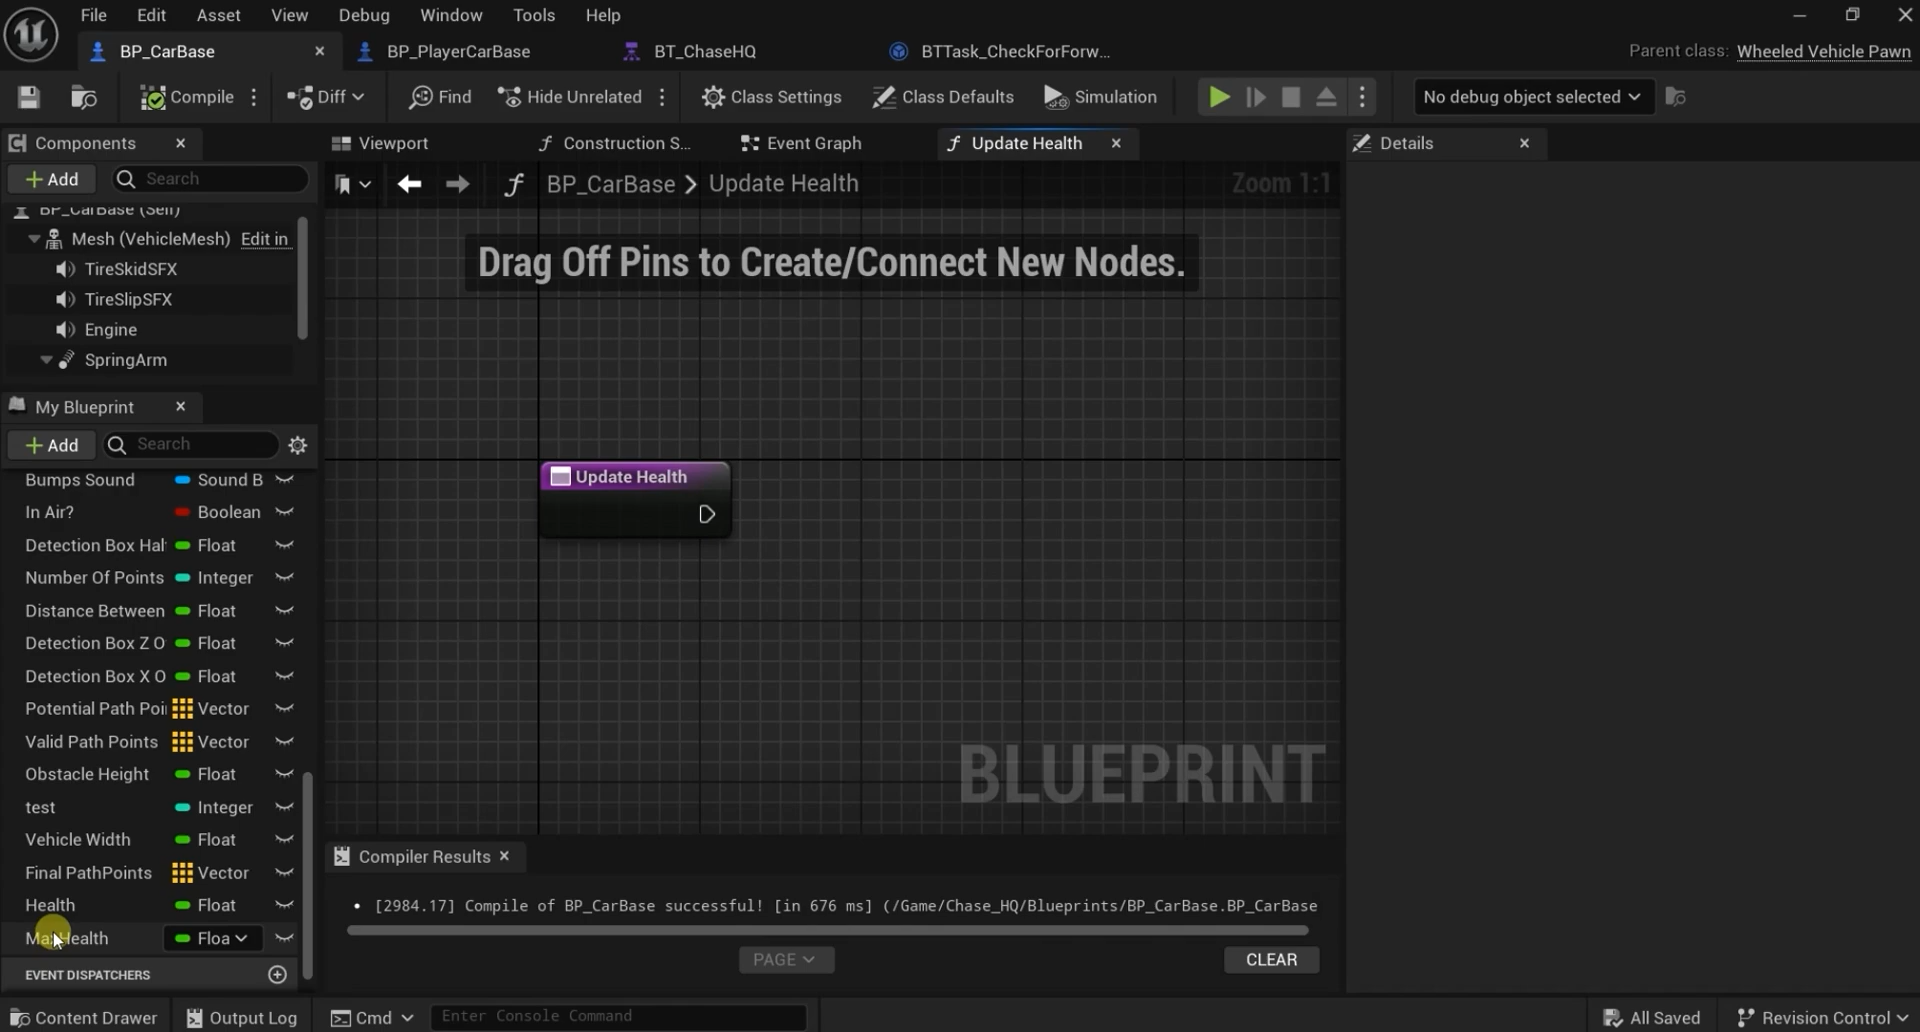 File Edit Asset View Debug Window Tools Help
BP_CarBase BP_PlayerCarBase BT_ChaseHQ BTTask_CheckForForw... Parent class: Wheeled Vehicle Pawn
Compile Diff Find Hide Unrelated Class Settings Class Defaults Simulation No debug object selected
Components Viewport Construction S... Event Graph Update Health Details
+ Add Search BP_CarBase > Update Health Zoom 1:1
BP_CarBase (Self)
Mesh (VehicleMesh) Edit in
TireSkidSFX
TireSlipSFX
Engine
SpringArm
Drag Off Pins to Create/Connect New Nodes.
My Blueprint
+ Add Search
Bumps Sound Sound B
In Air? Boolean
Detection Box Hal Float
Number Of Points Integer
Distance Between Float
Detection Box Z O Float
Detection Box X O Float
Potential Path Poi Vector
Valid Path Points Vector
Obstacle Height Float
test Integer
Vehicle Width Float
Final PathPoints Vector
Health Float
MaxHealth Floa
EVENT DISPATCHERS
Update Health
BLUEPRINT
Compiler Results
• [2984.17] Compile of BP_CarBase successful! [in 676 ms] (/Game/Chase_HQ/Blueprints/BP_CarBase.BP_CarBase
PAGE CLEAR
Content Drawer Output Log Cmd Enter Console Command All Saved Revision Control